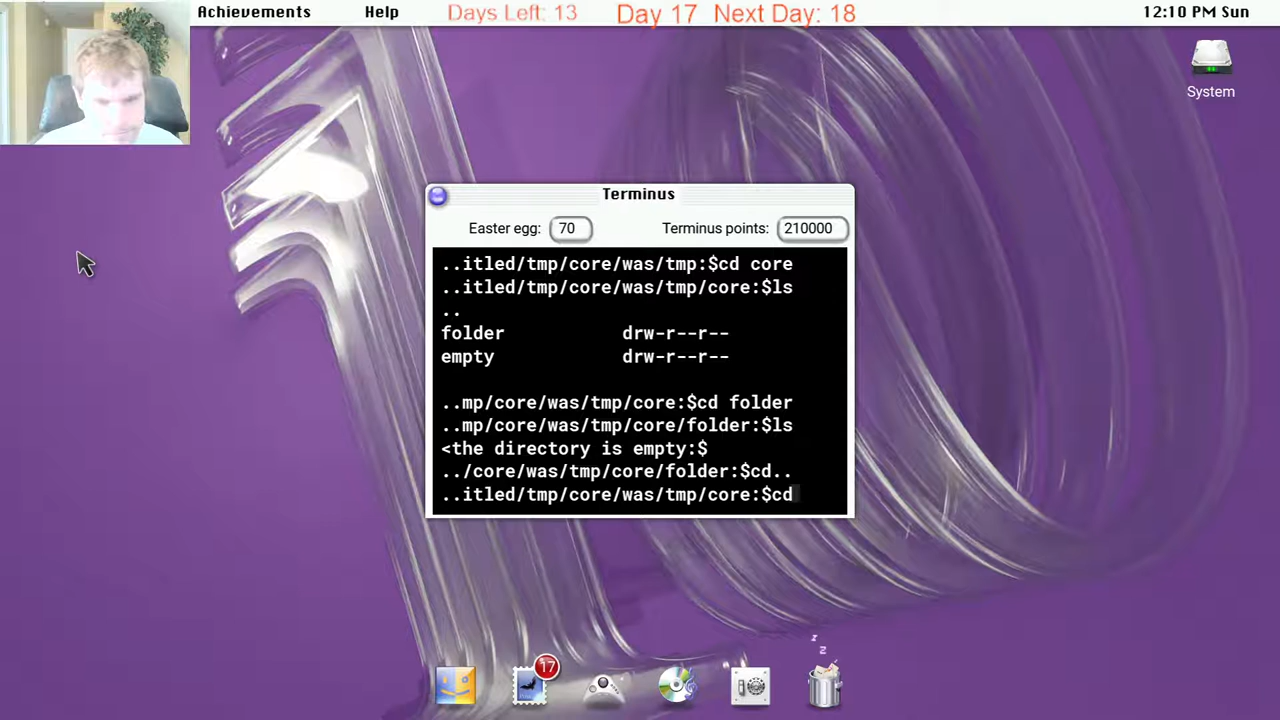 Achievements Help Days Left: 13 Day 17 Next Day: 18 12:10 PM Sun
System
Terminus
Easter egg: 70 Terminus points: 210000
..itled/tmp/core/was/tmp:$cd core
..itled/tmp/core/was/tmp/core:$ls
..
folder drw-r--r--
empty drw-r--r--
..mp/core/was/tmp/core:$cd folder
..mp/core/was/tmp/core/folder:$ls
<the directory is empty:$
../core/was/tmp/core/folder:$cd..
..itled/tmp/core/was/tmp/core:$cd
z
z
17